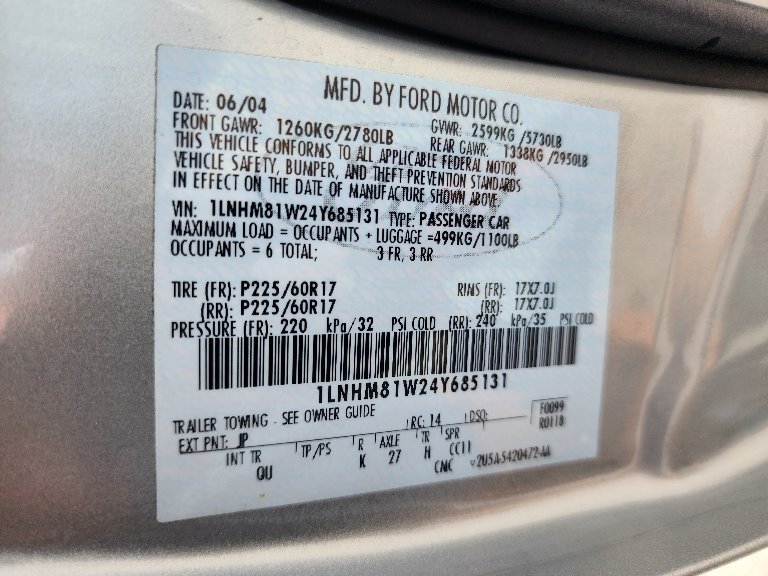 MFD. BY FORD MOTOR CO.
DATE: 06/04 GVWR: 2599KG /5730LB
FRONT GAWR: 1260KG/2780LB REAR GAWR: 1338KG /2950LB
THIS VEHICLE CONFORMS TO ALL APPLICABLE FEDERAL MOTOR
VEHICLE SAFETY, BUMPER, AND THEFT PREVENTION STANDARDS
IN EFFECT ON THE DATE OF MANUFACTURE SHOWN ABOVE.
VIN: 1LNHM81W24Y685131 TYPE: PASSENGER CAR
MAXIMUM LOAD = OCCUPANTS + LUGGAGE =499KG/1100LB
OCCUPANTS = 6 TOTAL; 3 FR, 3 RR
TIRE (FR): P225/60R17 RIMS (FR): 17X7.0J
(RR): P225/60R17 (RR): 17X7.0J
PRESSURE (FR): 220 kPa/32 PSI COLD (RR): 240 kPa/35 PSI COLD
1LNHM81W24Y685131
TRAILER TOWING - SEE OWNER GUIDE
EXT PNT: JP RC: 14 DSO: F0099
R0118
INT TR TP/PS R AXLE TR SPR
QU K 27 H CC11
CMC 2U5A-5420472-AA